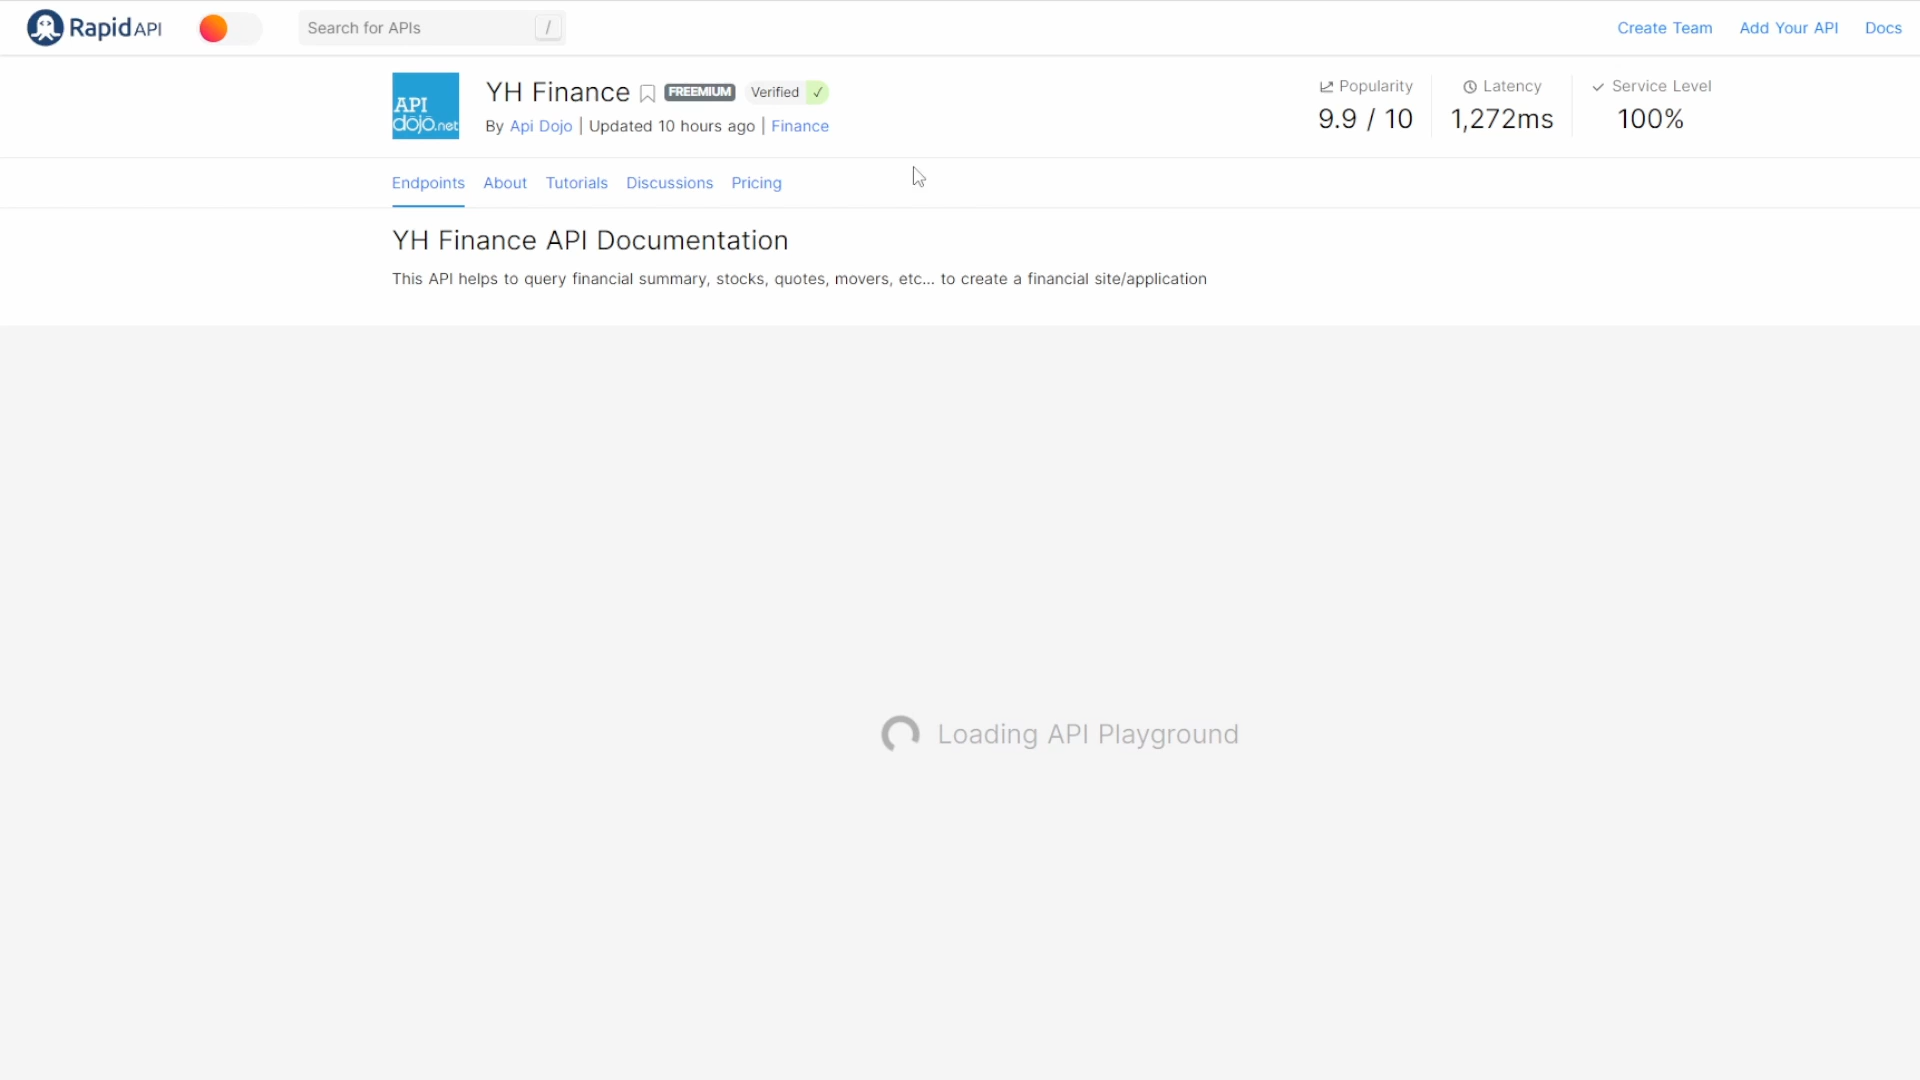 RapidAPI
Search for APIs /
Create Team Add Your API Docs
API
dojo.net
YH Finance FREEMIUM Verified ✓
By Api Dojo | Updated 10 hours ago | Finance
Popularity Latency Service Level
9.9 / 10 1,272ms 100%
Endpoints About Tutorials Discussions Pricing
YH Finance API Documentation
This API helps to query financial summary, stocks, quotes, movers, etc... to create a financial site/application
Loading API Playground